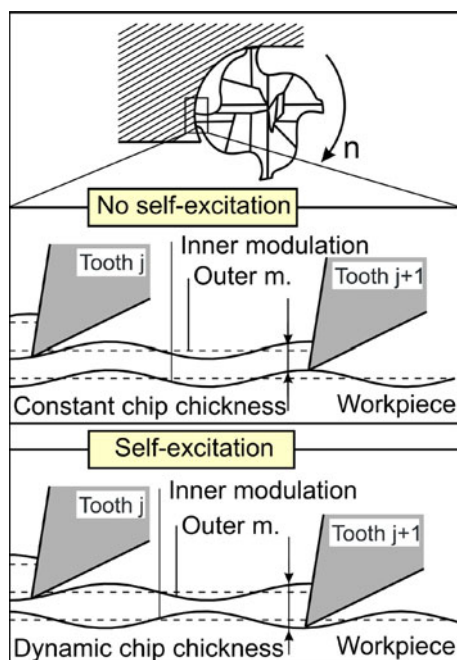 n
No self-excitation
Inner modulation
Tooth j
Outer m.
Tooth j+1
Constant chip chickness
Workpiece
Self-excitation
Inner modulation
Tooth j
Outer m.
Tooth j+1
Dynamic chip chickness
Workpiece